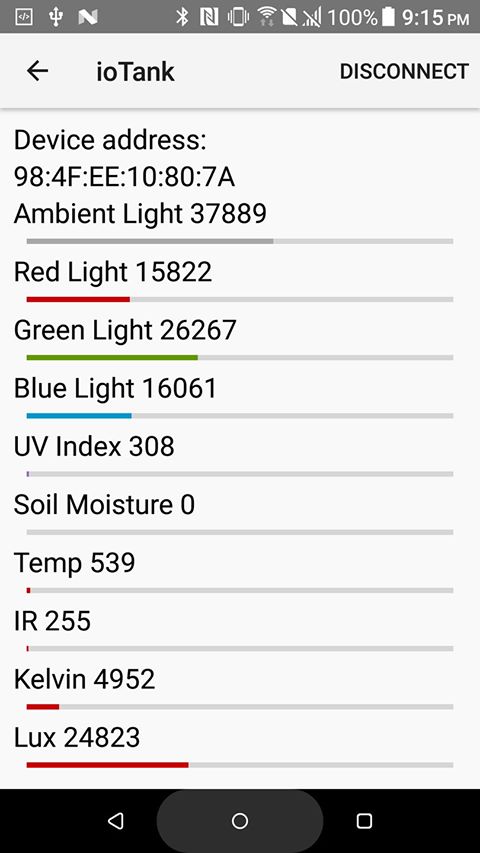 100% 9:15 PM
ioTank DISCONNECT
Device address:
98:4F:EE:10:80:7A
Ambient Light 37889
Red Light 15822
Green Light 26267
Blue Light 16061
UV Index 308
Soil Moisture 0
Temp 539
IR 255
Kelvin 4952
Lux 24823